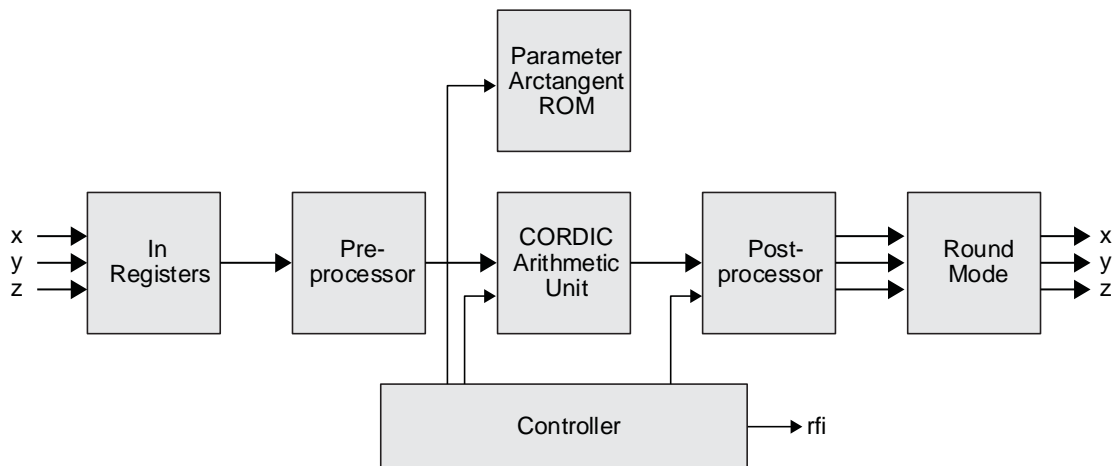 Parameter
Arctangent
ROM
x
y
z
In
Registers
Pre-
processor
CORDIC
Arithmetic
Unit
Post-
processor
Round
Mode
x
y
z
Controller
rfi